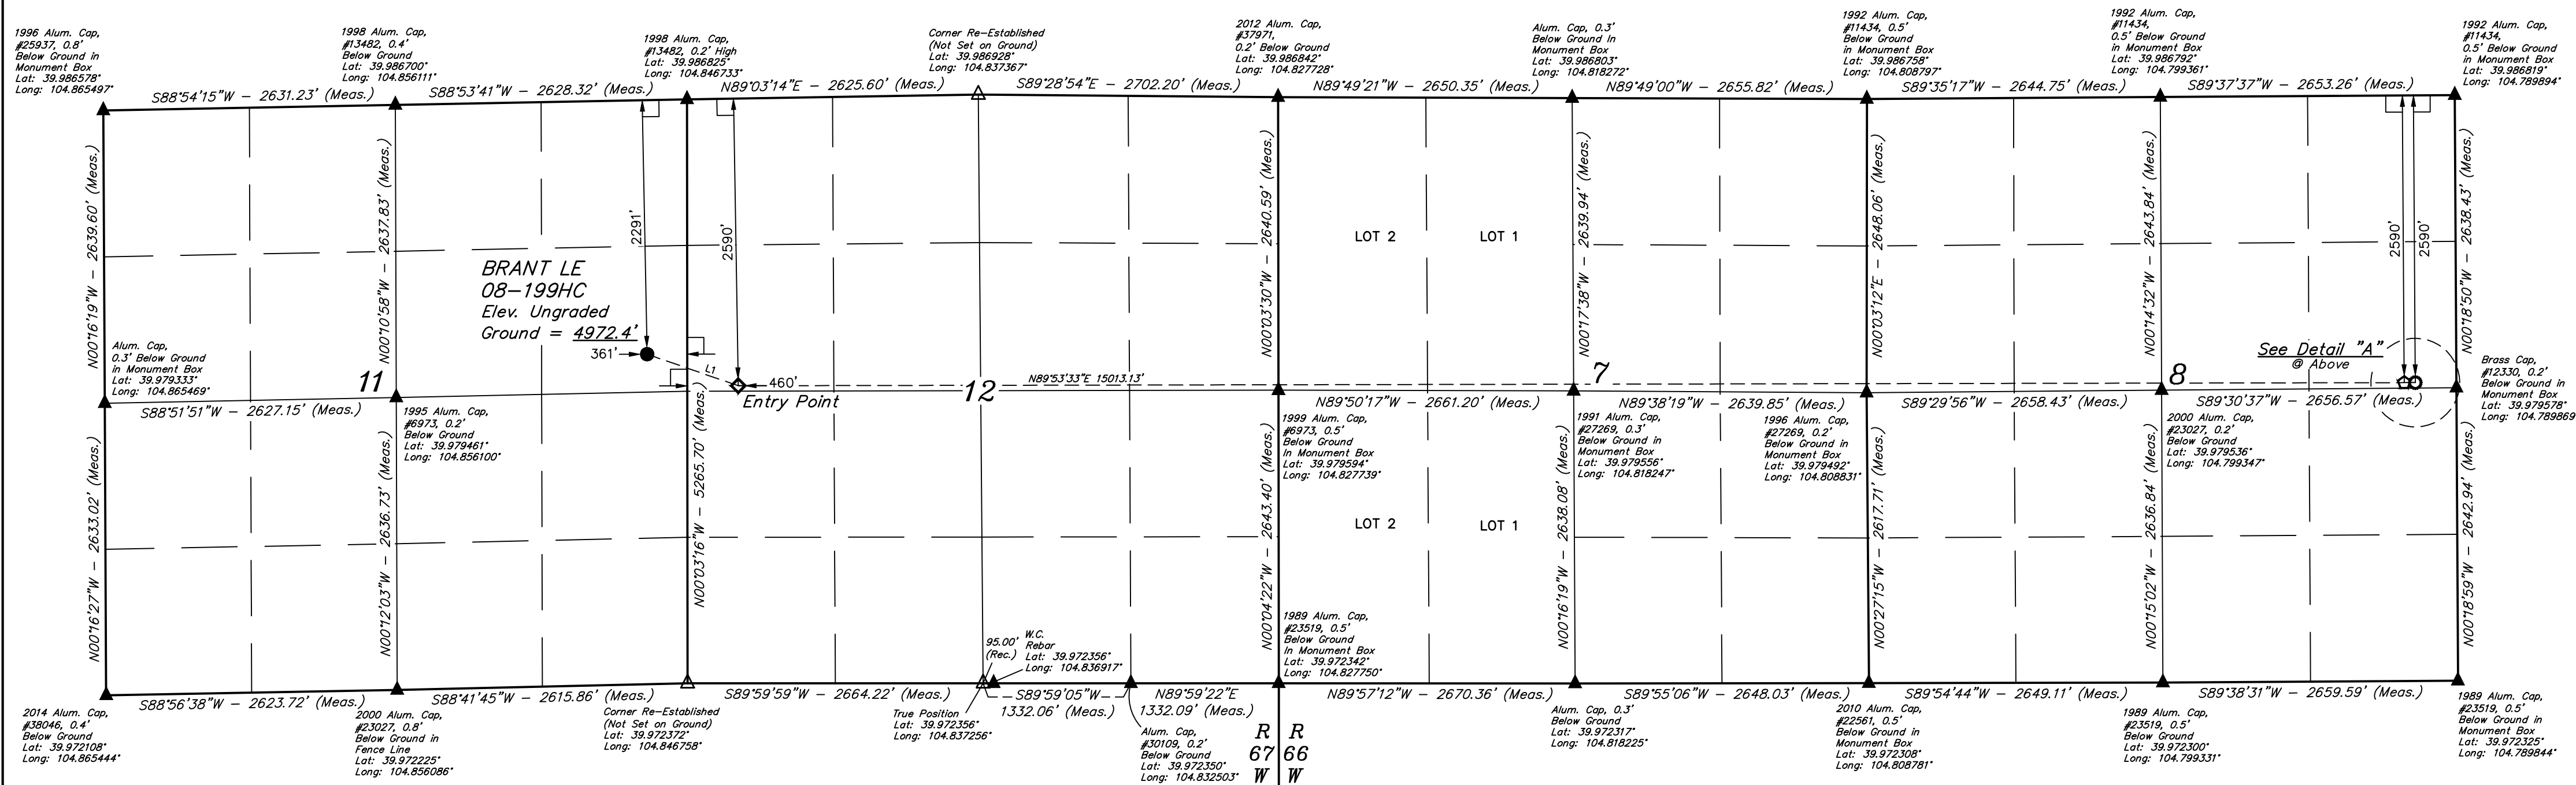 1996 Alum. Cap,
#25937, 0.8'
Below Ground in
Monument Box
Lat: 39.986578°
Long: 104.865497°
1998 Alum. Cap,
#13482, 0.4'
Below Ground
Lat: 39.986700°
Long: 104.856111°
1998 Alum. Cap,
#13482, 0.2' High
Lat: 39.986825°
Long: 104.846733°
Corner Re-Established
(Not Set on Ground)
Lat: 39.986928°
Long: 104.837367°
2012 Alum. Cap,
#37971,
0.2' Below Ground
Lat: 39.986842°
Long: 104.827728°
Alum. Cap, 0.3'
Below Ground In
Monument Box
Lat: 39.986803°
Long: 104.818272°
1992 Alum. Cap,
#11434, 0.5'
Below Ground
in Monument Box
Lat: 39.986758°
Long: 104.808797°
1992 Alum. Cap,
#11434,
0.5' Below Ground
in Monument Box
Lat: 39.986792°
Long: 104.799361°
1992 Alum. Cap,
#11434,
0.5' Below Ground
in Monument Box
Lat: 39.986819°
Long: 104.789894°
S88°54'15"W - 2631.23' (Meas.)
S88°53'41"W - 2628.32' (Meas.)
N89°03'14"E - 2625.60' (Meas.)
S89°28'54"E - 2702.20' (Meas.)
N89°49'21"W - 2650.35' (Meas.)
N89°49'00"W - 2655.82' (Meas.)
S89°35'17"W - 2644.75' (Meas.)
S89°37'37"W - 2653.26' (Meas.)
N00°16'19"W - 2639.60' (Meas.)
N00°10'58"W - 2637.83' (Meas.)
2291'
2590'
N00°03'30"W - 2640.59' (Meas.)
N00°17'38"W - 2639.94' (Meas.)
N00°03'12"E - 2648.06' (Meas.)
N00°14'32"W - 2643.84' (Meas.)
2590'
2590'
N00°18'50"W - 2638.43' (Meas.)
LOT 2
LOT 1
BRANT LE
08-199HC
Elev. Ungraded
Ground = 4972.4'
361'
L1
460'
Entry Point
Alum. Cap,
0.3' Below Ground
in Monument Box
Lat: 39.979333°
Long: 104.865469°
11
12
N89°53'33"E 15013.13'
7
8
See Detail "A"
@ Above
Brass Cap,
#12330, 0.2'
Below Ground in
Monument Box
Lat: 39.979578°
Long: 104.789869°
S88°51'51"W - 2627.15' (Meas.)
N89°50'17"W - 2661.20' (Meas.)
N89°38'19"W - 2639.85' (Meas.)
S89°29'56"W - 2658.43' (Meas.)
S89°30'37"W - 2656.57' (Meas.)
1995 Alum. Cap,
#6973, 0.2'
Below Ground
Lat: 39.979461°
Long: 104.856100°
1999 Alum. Cap,
#6973, 0.5'
Below Ground
In Monument Box
Lat: 39.979594°
Long: 104.827739°
1991 Alum. Cap,
#27269, 0.3'
Below Ground in
Monument Box
Lat: 39.979556°
Long: 104.818247°
1996 Alum. Cap,
#27269, 0.2'
Below Ground in
Monument Box
Lat: 39.979492°
Long: 104.808831°
2000 Alum. Cap,
#23027, 0.2'
Below Ground
Lat: 39.979536°
Long: 104.799347°
N00°16'27"W - 2633.02' (Meas.)
N00°12'03"W - 2636.73' (Meas.)
N00°03'16"W - 5265.70' (Meas.)
N00°04'22"W - 2643.40' (Meas.)
N00°16'19"W - 2638.08' (Meas.)
N00°27'15"W - 2617.71' (Meas.)
N00°15'02"W - 2636.84' (Meas.)
N00°18'59"W - 2642.94' (Meas.)
LOT 2
LOT 1
95.00'
(Rec.)
W.C.
Rebar
Lat: 39.972356°
Long: 104.836917°
1989 Alum. Cap,
#23519, 0.5'
Below Ground
In Monument Box
Lat: 39.972342°
Long: 104.827750°
S88°56'38"W - 2623.72' (Meas.)
S88°41'45"W - 2615.86' (Meas.)
S89°59'59"W - 2664.22' (Meas.)
S89°59'05"W
1332.06' (Meas.)
N89°59'22"E
1332.09' (Meas.)
N89°57'12"W - 2670.36' (Meas.)
S89°55'06"W - 2648.03' (Meas.)
S89°54'44"W - 2649.11' (Meas.)
S89°38'31"W - 2659.59' (Meas.)
2014 Alum. Cap,
#38046, 0.4'
Below Ground
Lat: 39.972108°
Long: 104.865444°
2000 Alum. Cap,
#23027, 0.8'
Below Ground in
Fence Line
Lat: 39.972225°
Long: 104.856086°
Corner Re-Established
(Not Set on Ground)
Lat: 39.972372°
Long: 104.846758°
True Position
Lat: 39.972356°
Long: 104.837256°
Alum. Cap,
#30109, 0.2'
Below Ground
Lat: 39.972350°
Long: 104.832503°
R R
67 66
W W
Alum. Cap, 0.3'
Below Ground
Lat: 39.972317°
Long: 104.818225°
2010 Alum. Cap,
#22561, 0.5'
Below Ground in
Monument Box
Lat: 39.972308°
Long: 104.808781°
1989 Alum. Cap,
#23519, 0.5'
Below Ground
Lat: 39.972300°
Long: 104.799331°
1989 Alum. Cap,
#23519, 0.5'
Below Ground in
Monument Box
Lat: 39.972325°
Long: 104.789844°